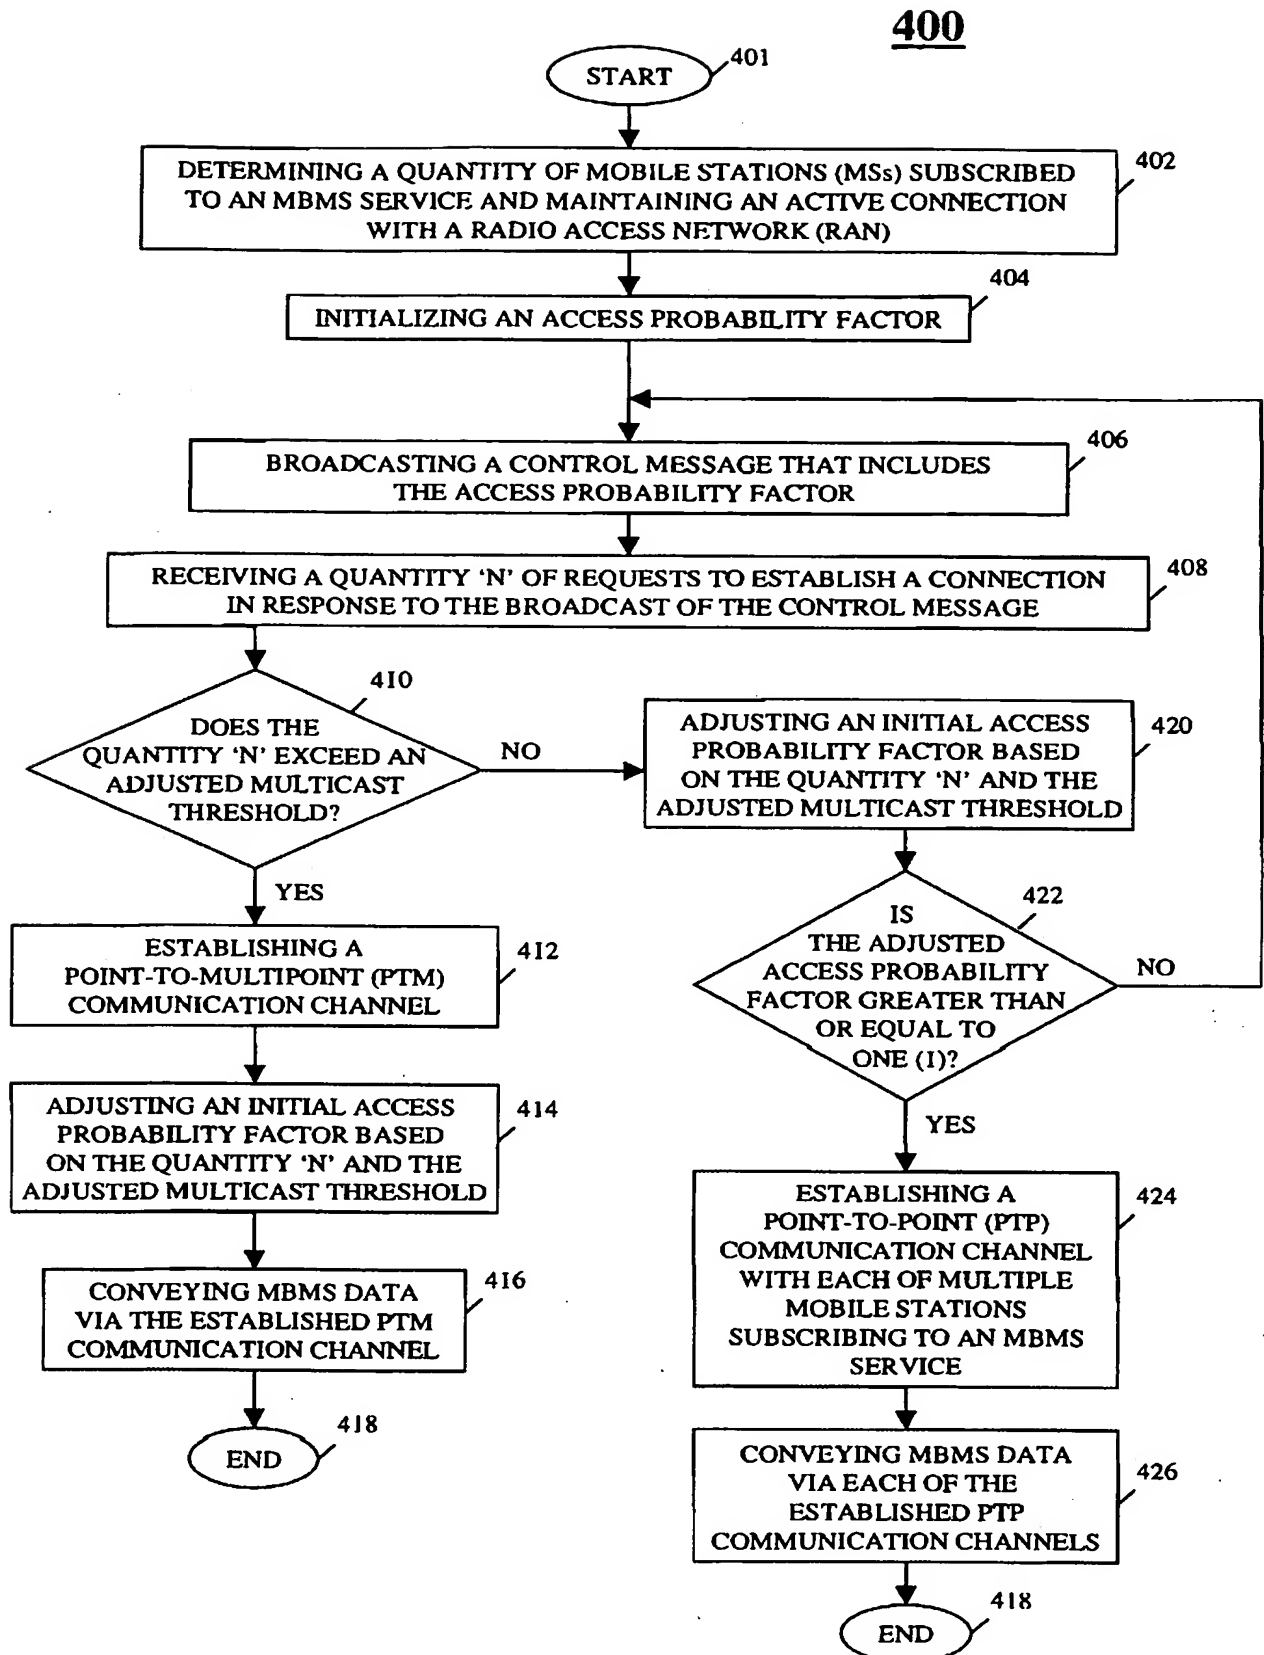 400
START
401
DETERMINING A QUANTITY OF MOBILE STATIONS (MSs) SUBSCRIBED
TO AN MBMS SERVICE AND MAINTAINING AN ACTIVE CONNECTION
WITH A RADIO ACCESS NETWORK (RAN)
402
INITIALIZING AN ACCESS PROBABILITY FACTOR
404
BROADCASTING A CONTROL MESSAGE THAT INCLUDES
THE ACCESS PROBABILITY FACTOR
406
RECEIVING A QUANTITY ‘N’ OF REQUESTS TO ESTABLISH A CONNECTION
IN RESPONSE TO THE BROADCAST OF THE CONTROL MESSAGE
408
DOES THE
QUANTITY ‘N’ EXCEED AN
ADJUSTED MULTICAST
THRESHOLD?
410
NO
YES
ADJUSTING AN INITIAL ACCESS
PROBABILITY FACTOR BASED
ON THE QUANTITY ‘N’ AND THE
ADJUSTED MULTICAST THRESHOLD
420
IS
THE ADJUSTED
ACCESS PROBABILITY
FACTOR GREATER THAN
OR EQUAL TO
ONE (1)?
422
NO
YES
ESTABLISHING A
POINT-TO-MULTIPOINT (PTM)
COMMUNICATION CHANNEL
412
ADJUSTING AN INITIAL ACCESS
PROBABILITY FACTOR BASED
ON THE QUANTITY ‘N’ AND THE
ADJUSTED MULTICAST THRESHOLD
414
CONVEYING MBMS DATA
VIA THE ESTABLISHED PTM
COMMUNICATION CHANNEL
416
END
418
ESTABLISHING A
POINT-TO-POINT (PTP)
COMMUNICATION CHANNEL
WITH EACH OF MULTIPLE
MOBILE STATIONS
SUBSCRIBING TO AN MBMS
SERVICE
424
CONVEYING MBMS DATA
VIA EACH OF THE
ESTABLISHED PTP
COMMUNICATION CHANNELS
426
END
418